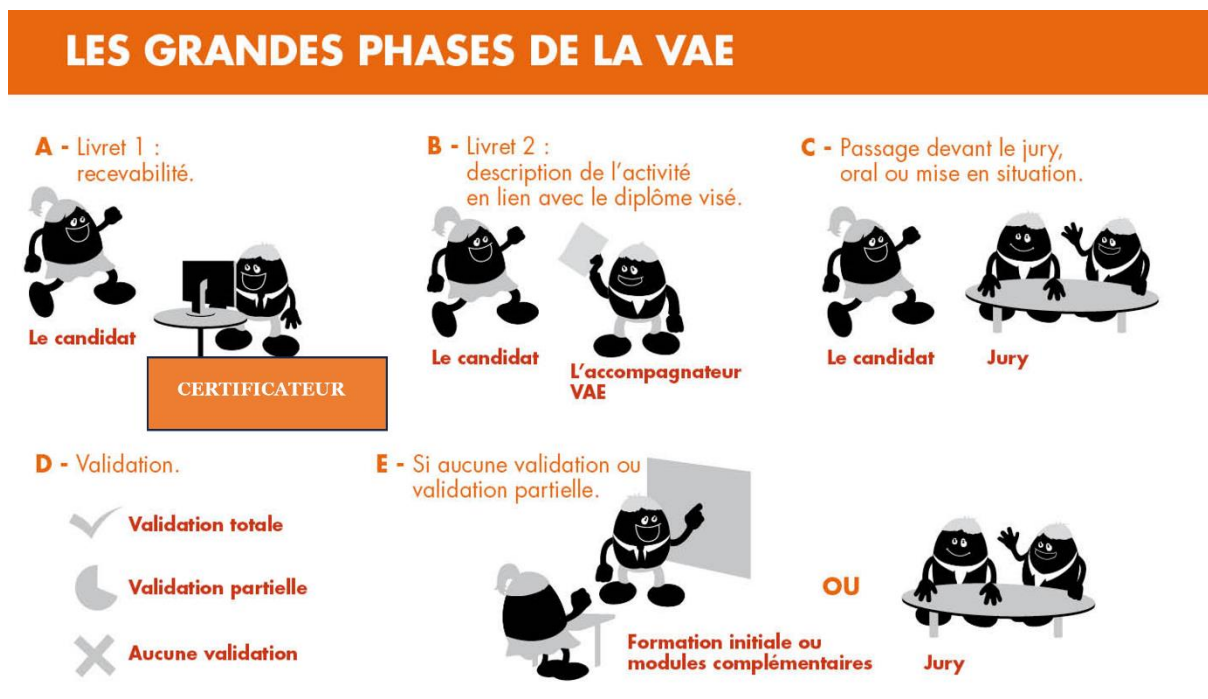 LES GRANDES PHASES DE LA VAE
A - Livret 1 :
recevabilité.
Le candidat
CERTIFICATEUR
B - Livret 2 :
description de l'activité
en lien avec le diplôme visé.
Le candidat
L'accompagnateur
VAE
C - Passage devant le jury,
oral ou mise en situation.
Le candidat
Jury
D - Validation.
Validation totale
Validation partielle
Aucune validation
E - Si aucune validation ou
validation partielle.
Formation initiale ou
modules complémentaires
OU
Jury